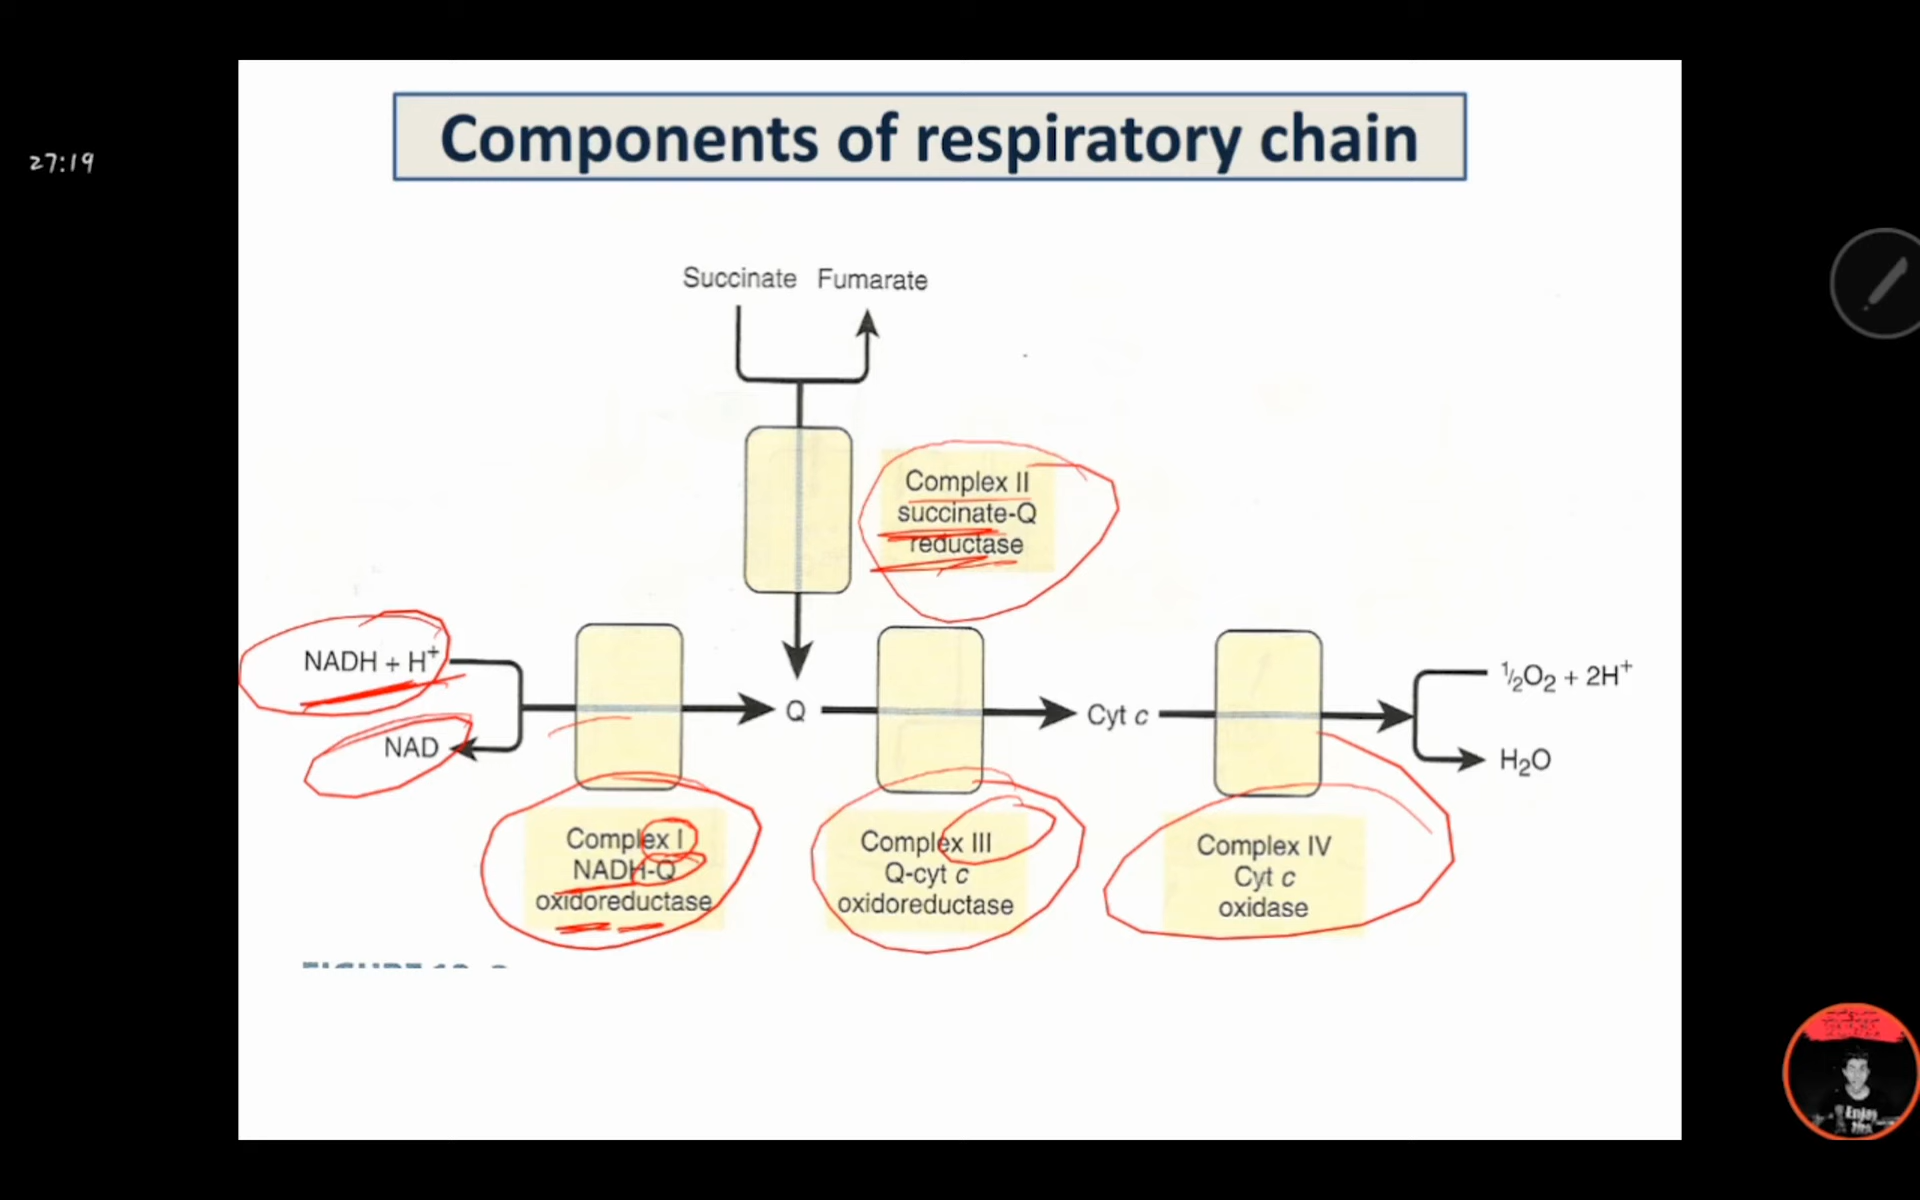 27:19
Components of respiratory chain
Succinate Fumarate
Complex II
succinate-Q
reductase
NADH + H⁺
NAD
Q
Cyt c
½O₂ + 2H⁺
H₂O
Complex I
NADH-Q
oxidoreductase
Complex III
Q-cyt c
oxidoreductase
Complex IV
Cyt c
oxidase
Enjoy